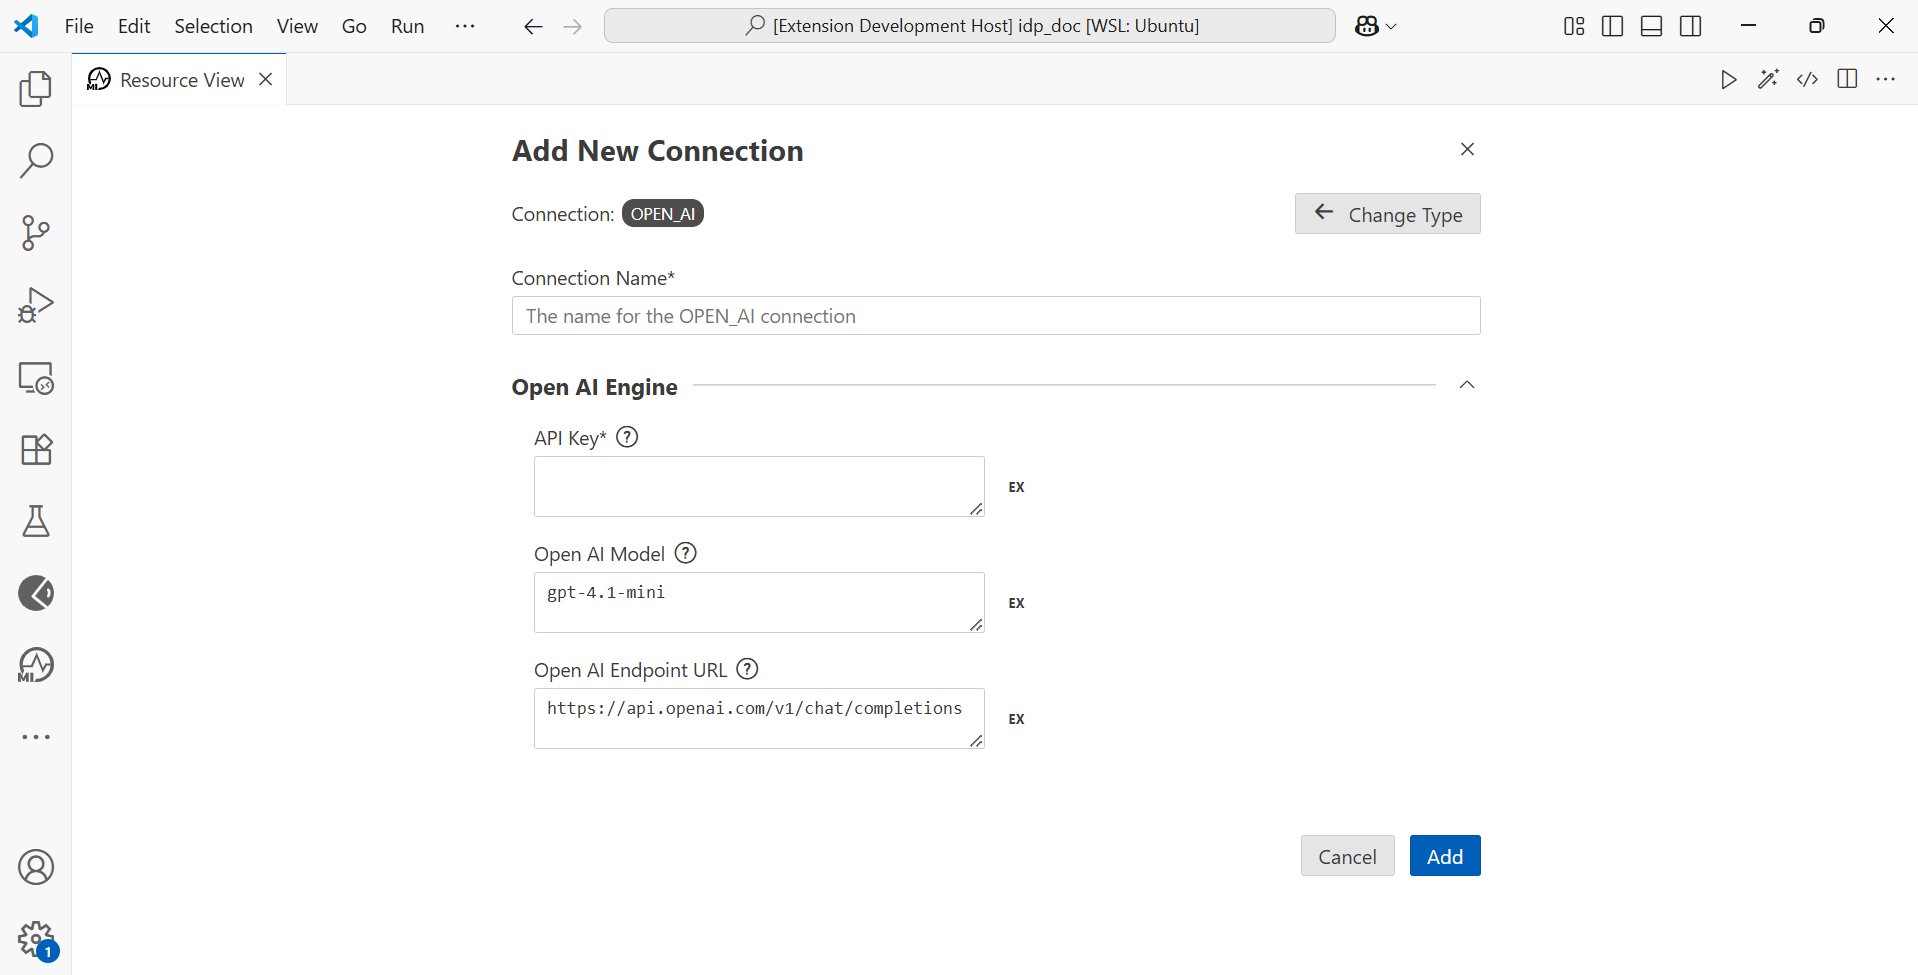 File Edit Selection View Go Run ··· [Extension Development Host] idp_doc [WSL: Ubuntu]
MI Resource View
Add New Connection
Connection: OPEN_AI Change Type
Connection Name*
The name for the OPEN_AI connection
Open AI Engine
API Key* ?
EX
Open AI Model ?
gpt-4.1-mini
EX
Open AI Endpoint URL ?
https://api.openai.com/v1/chat/completions
EX
MI
Cancel Add
1